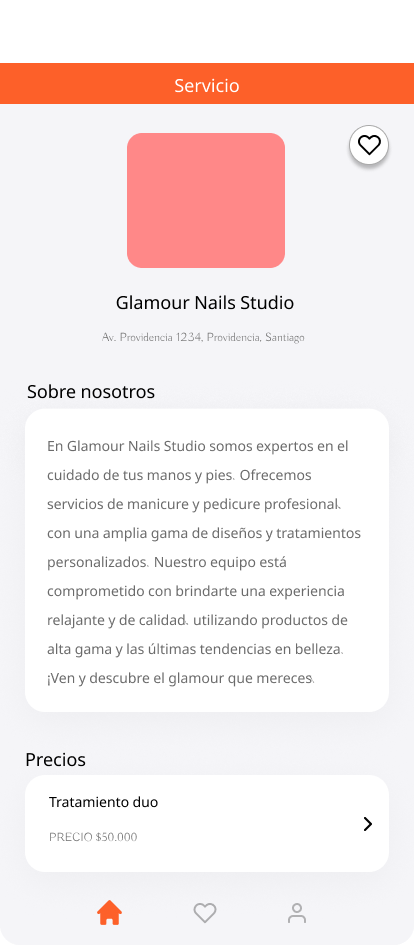 Servicio
Glamour Nails Studio
Av. Providencia 1234, Providencia, Santiago
Sobre nosotros
En Glamour Nails Studio somos expertos en el
cuidado de tus manos y pies. Ofrecemos
servicios de manicure y pedicure profesional,
con una amplia gama de diseños y tratamientos
personalizados. Nuestro equipo está
comprometido con brindarte una experiencia
relajante y de calidad, utilizando productos de
alta gama y las últimas tendencias en belleza.
¡Ven y descubre el glamour que mereces.
Precios
Tratamiento duo
PRECIO $50.000